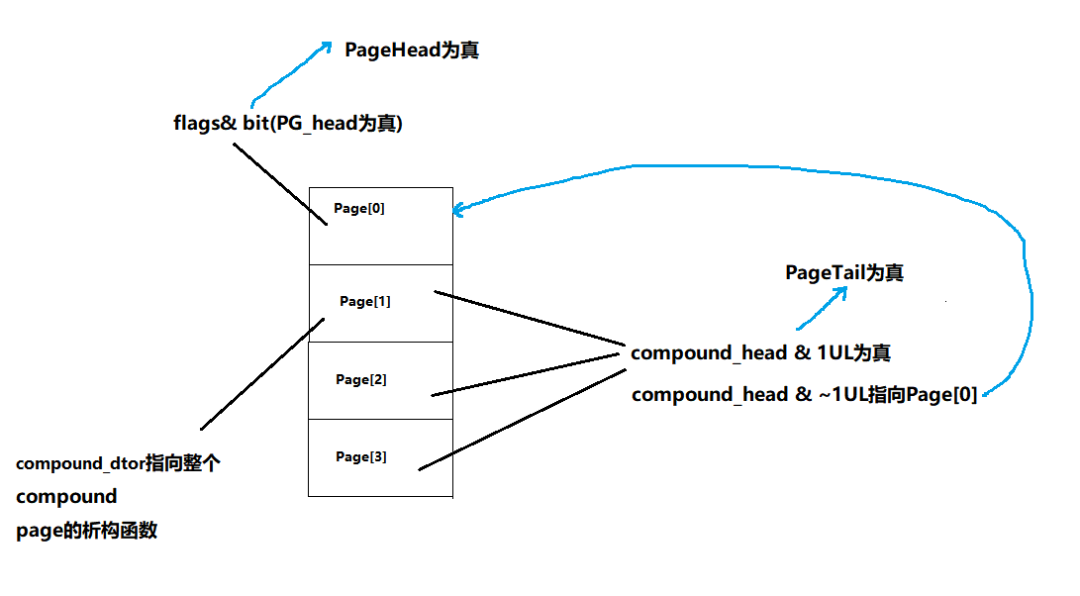 PageHead为真
flags& bit(PG_head为真)
Page[0]
PageTail为真
Page[1]
compound_head & 1UL为真
Page[2]
compound_head & ~1UL指向Page[0]
Page[3]
compound_dtor指向整个
compound
page的析构函数